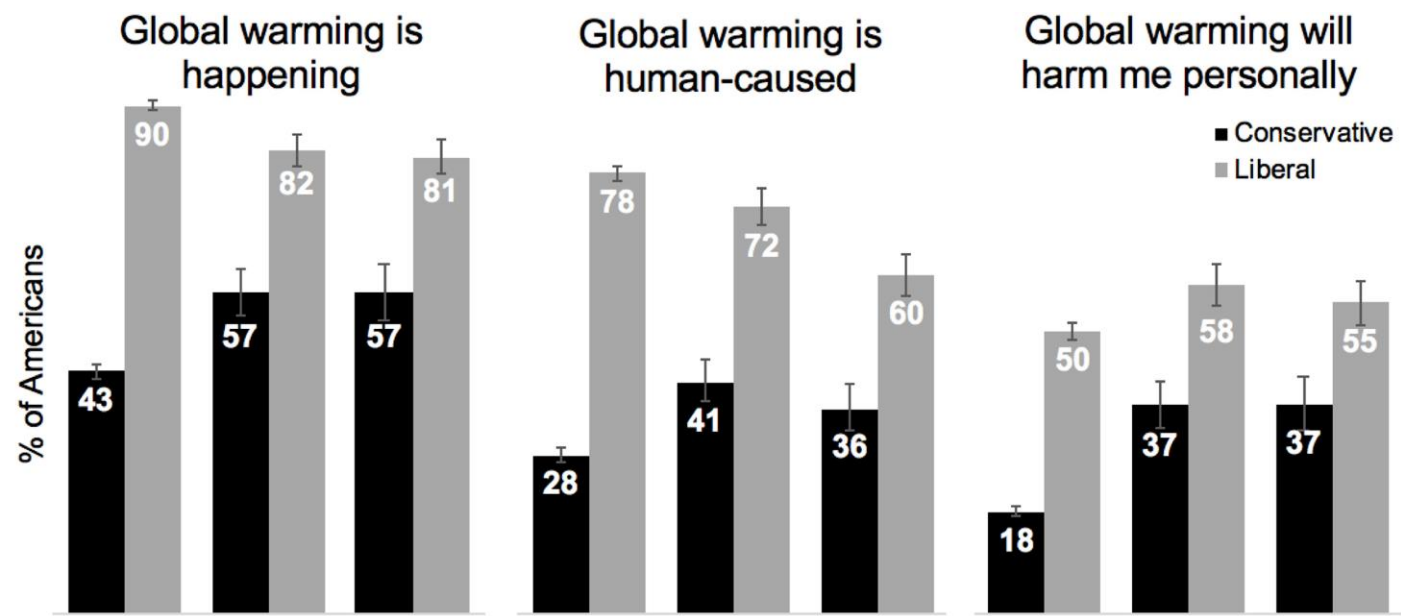 Global warming is
happening
Global warming is
human-caused
Global warming will
harm me personally
Conservative
Liberal
% of Americans
43
90
57
82
57
81
28
78
41
72
36
60
18
50
37
58
37
55